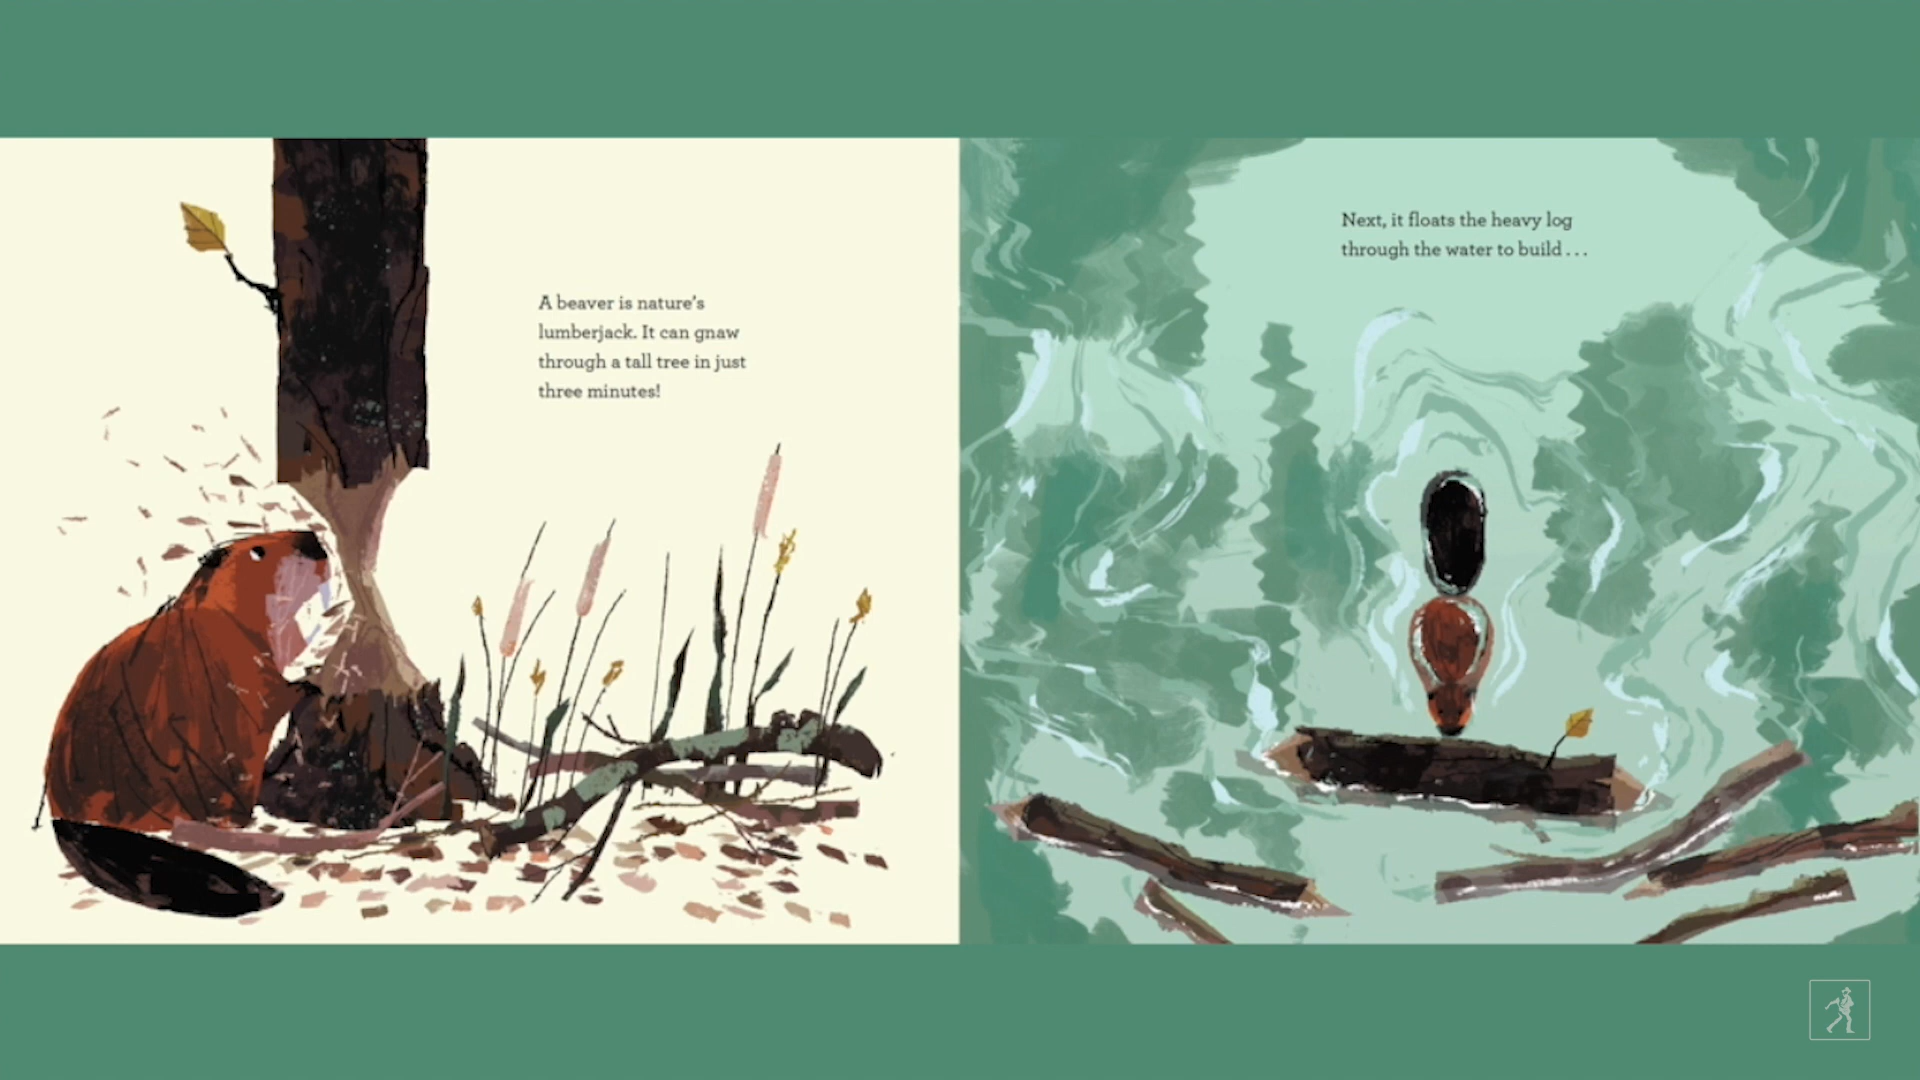 A beaver is nature's
lumberjack. It can gnaw
through a tall tree in just
three minutes!
Next, it floats the heavy log
through the water to build . . .